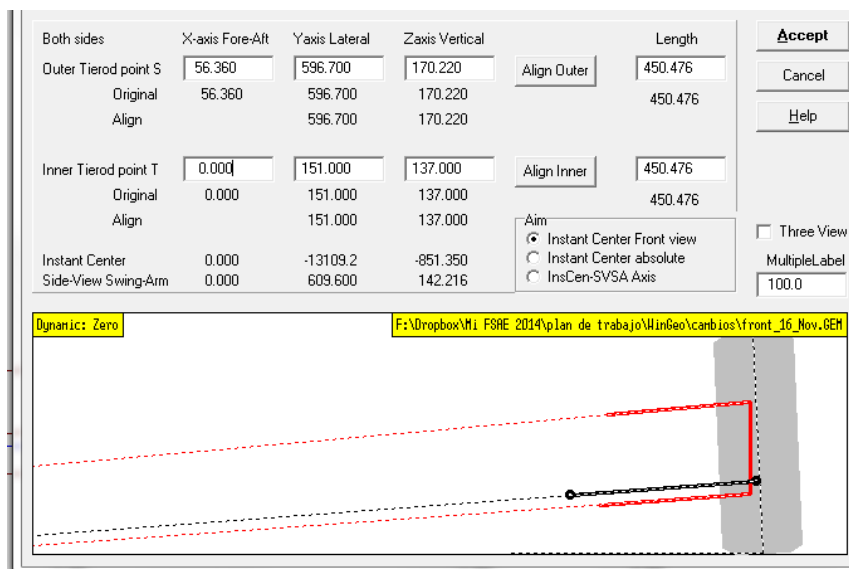 Both sides X-axis Fore-Aft Yaxis Lateral Zaxis Vertical Length Accept
Outer Tierod point S 56.360 596.700 170.220 Align Outer 450.476 Cancel
Original 56.360 596.700 170.220 450.476
Align 596.700 170.220 Help
Inner Tierod point T 0.000 151.000 137.000 Align Inner 450.476
Original 0.000 151.000 137.000 450.476
Align 151.000 137.000 Aim
Instant Center Front view Three View
Instant Center 0.000 -13109.2 -851.350 Instant Center absolute MultipleLabel
Side-View Swing-Arm 0.000 609.600 142.216 InsCen-SVSA Axis 100.0
Dynamic: Zero F:\Dropbox\Mi FSAE 2014\plan de trabajo\WinGeo\cambios\front_16_Nov.GEM